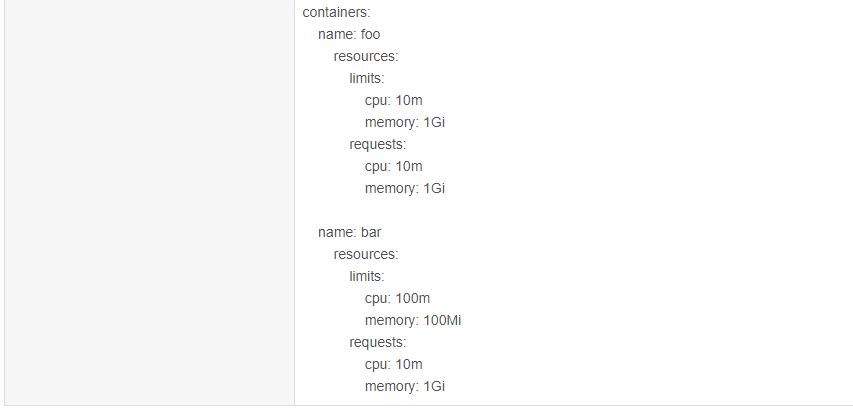 containers:
name: foo
resources:
limits:
cpu: 10m
memory: 1Gi
requests:
cpu: 10m
memory: 1Gi
name: bar
resources:
limits:
cpu: 100m
memory: 100Mi
requests:
cpu: 10m
memory: 1Gi